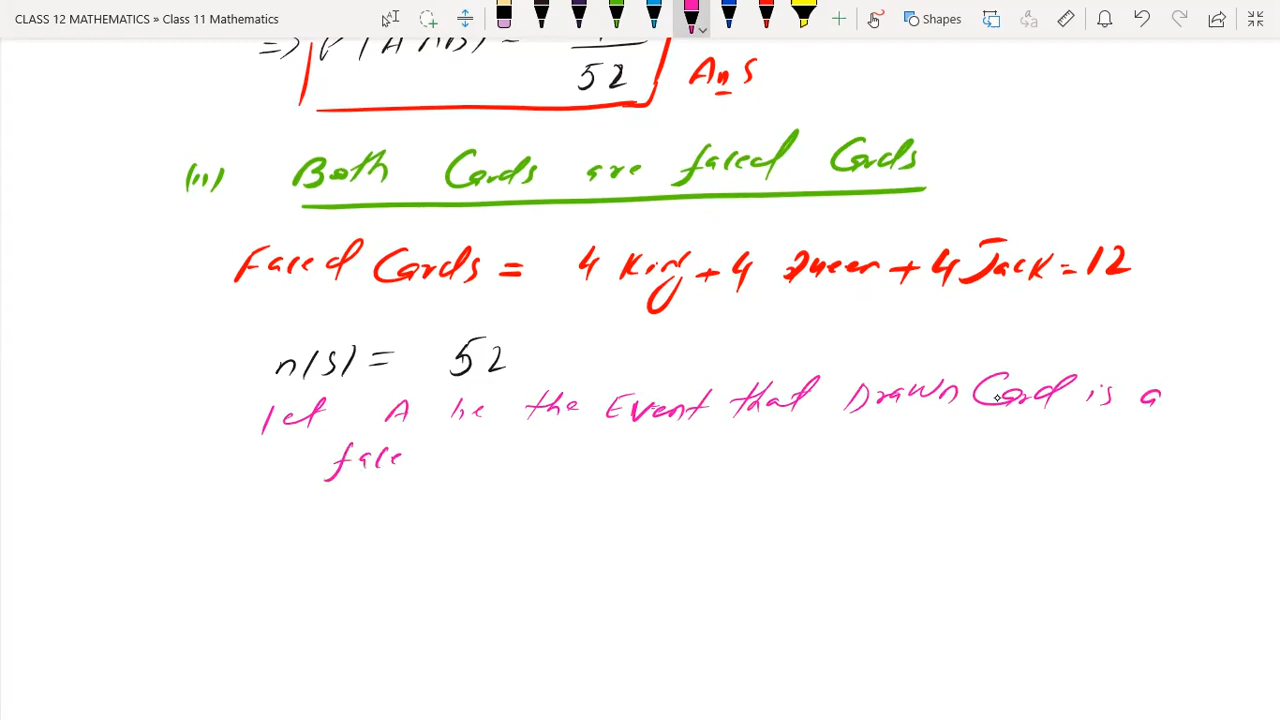 CLASS 12 MATHEMATICS » Class 11 Mathematics
Shapes
=> P(A∩B) =
52
Ans
(ii) Both Cards are faced Cards
Faced Cards = 4 King + 4 Queen + 4 Jack = 12
n(S) = 52
Let A be the Event that Drawn Card is a
face